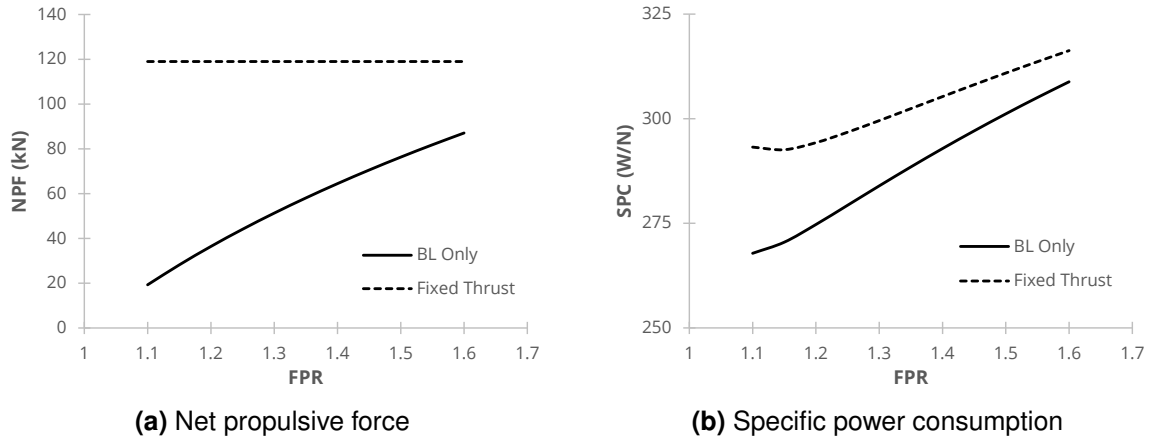 140
120
100
80
60
40
20
0
NPF (kN)
BL Only
Fixed Thrust
1 1.1 1.2 1.3 1.4 1.5 1.6 1.7
FPR
(a) Net propulsive force
325
300
275
250
SPC (W/N)
BL Only
Fixed Thrust
1 1.1 1.2 1.3 1.4 1.5 1.6 1.7
FPR
(b) Specific power consumption